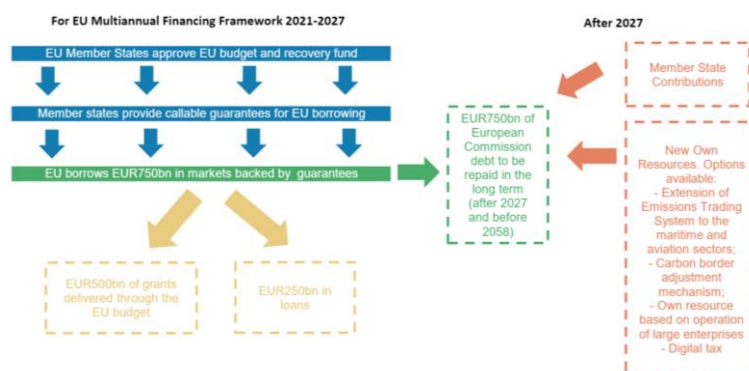 For EU Multiannual Financing Framework 2021-2027
After 2027
EU Member States approve EU budget and recovery fund
Member states provide callable guarantees for EU borrowing
EU borrows EUR750bn in markets backed by guarantees
EUR500bn of grants
delivered through the
EU budget
EUR250bn in
loans
EUR750bn of
European
Commission
debt to be
repaid in the
long term
(after 2027
and before
2058)
Member State
Contributions
New Own
Resources. Options
available:
- Extension of
Emissions Trading
System to the
maritime and
aviation sectors;
- Carbon border
adjustment
mechanism;
- Own resource
based on operation
of large enterprises
- Digital tax